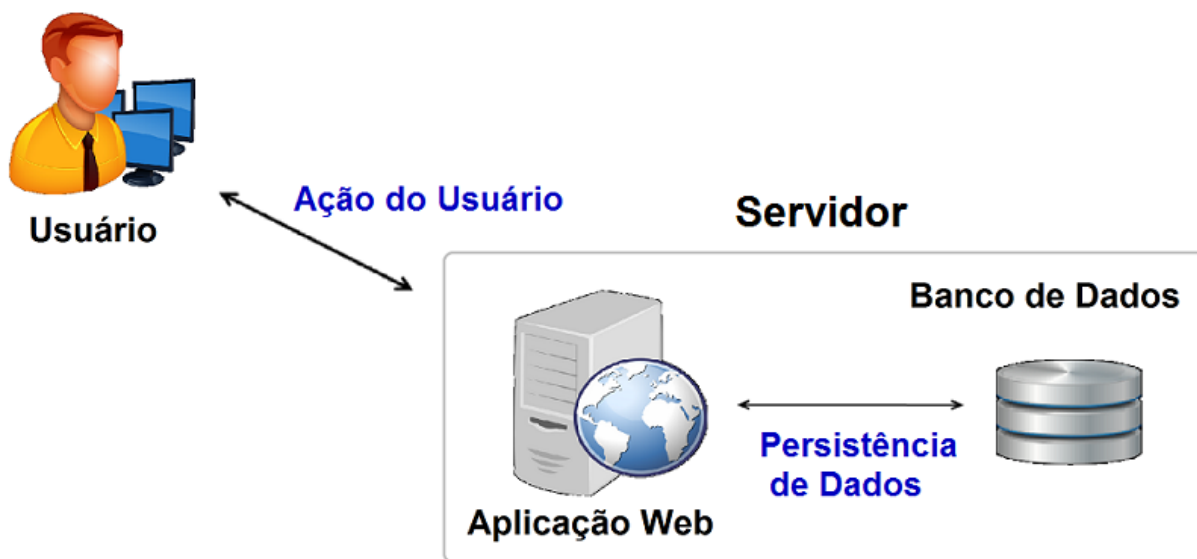 Usuário
Ação do Usuário
Servidor
Banco de Dados
Aplicação Web
Persistência
de Dados